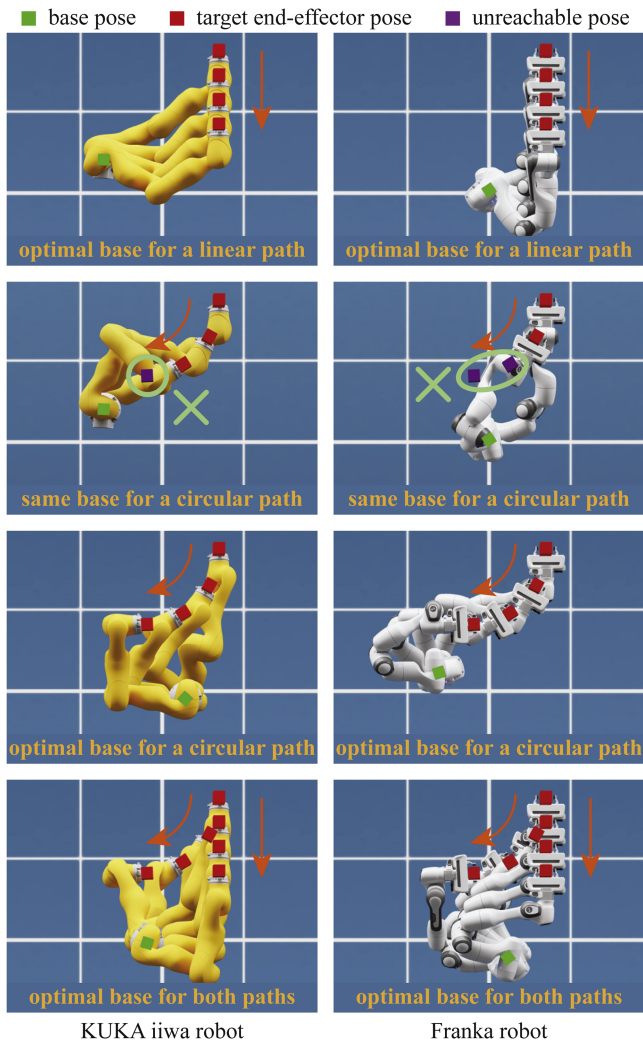 base pose target end-effector pose unreachable pose
optimal base for a linear path optimal base for a linear path
same base for a circular path same base for a circular path
optimal base for a circular path optimal base for a circular path
optimal base for both paths optimal base for both paths
KUKA iiwa robot Franka robot